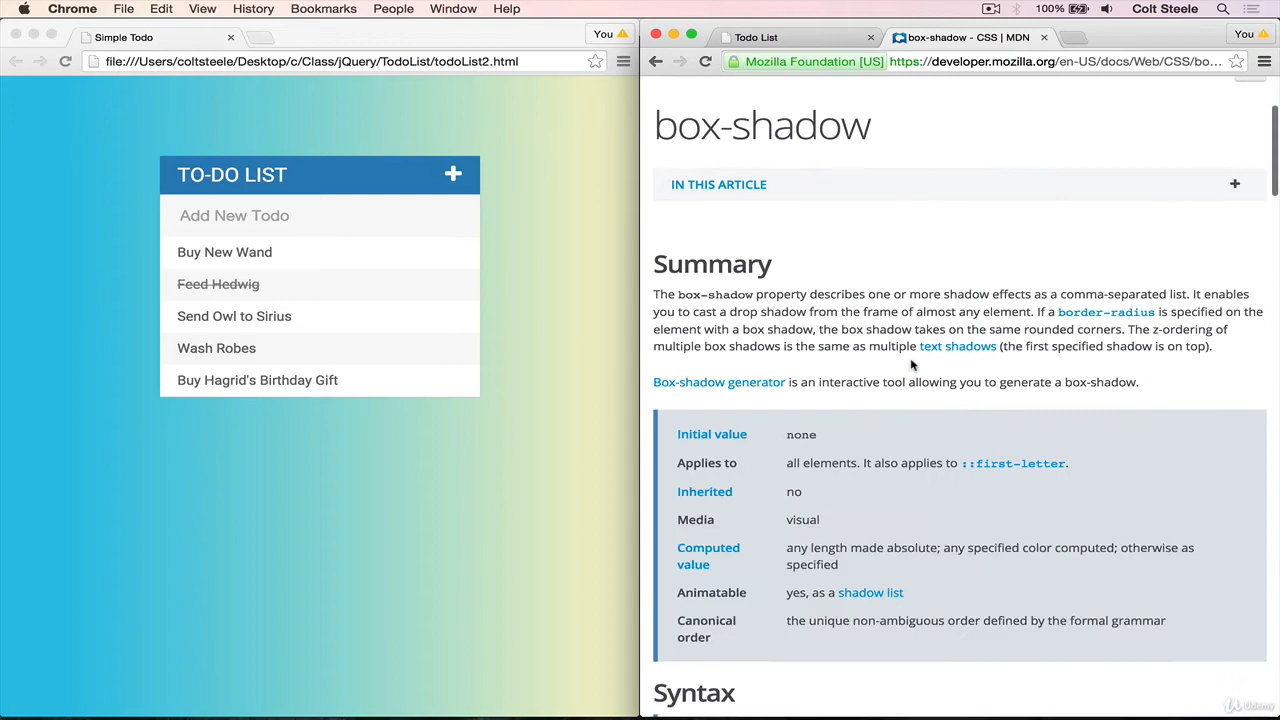 Chrome File Edit View History Bookmarks People Window Help 100% Colt Steele
Simple Todo You
file:///Users/coltsteele/Desktop/c/Class/jQuery/TodoList/todoList2.html
TO-DO LIST
Add New Todo
Buy New Wand
Feed Hedwig
Send Owl to Sirius
Wash Robes
Buy Hagrid's Birthday Gift
Todo List box-shadow - CSS | MDN You
Mozilla Foundation [US] https://developer.mozilla.org/en-US/docs/Web/CSS/bo...
box-shadow
IN THIS ARTICLE
Summary
The box-shadow property describes one or more shadow effects as a comma-separated list. It enables
you to cast a drop shadow from the frame of almost any element. If a border-radius is specified on the
element with a box shadow, the box shadow takes on the same rounded corners. The z-ordering of
multiple box shadows is the same as multiple text shadows (the first specified shadow is on top).
Box-shadow generator is an interactive tool allowing you to generate a box-shadow.
Initial value none
Applies to all elements. It also applies to ::first-letter.
Inherited no
Media visual
Computed any length made absolute; any specified color computed; otherwise as
value specified
Animatable yes, as a shadow list
Canonical the unique non-ambiguous order defined by the formal grammar
order
Syntax
Udemy